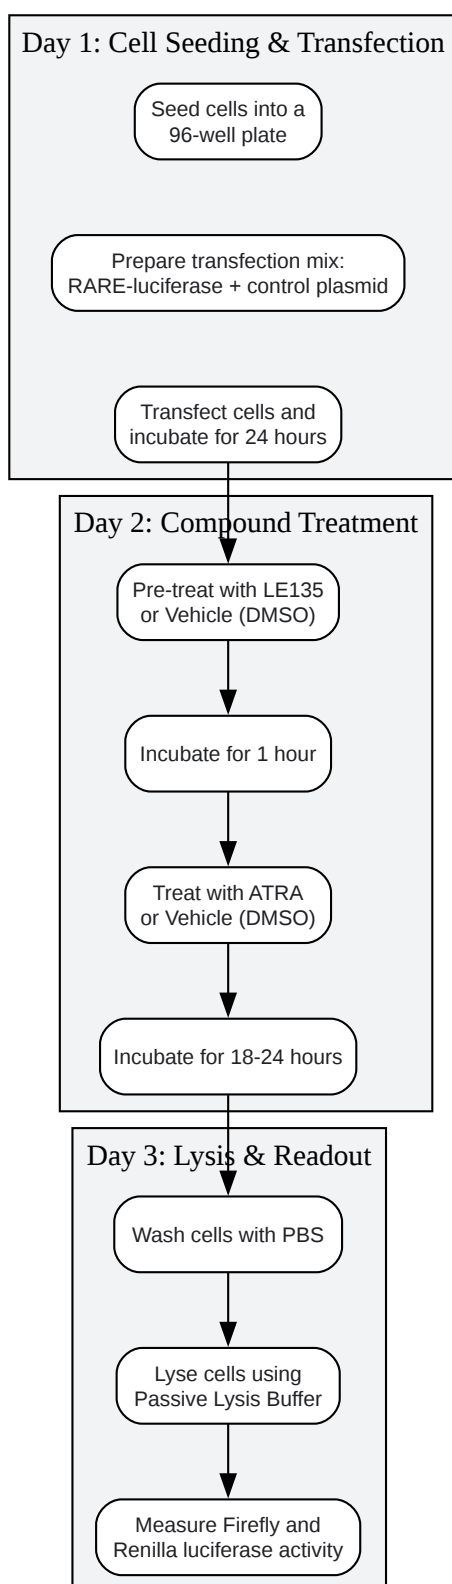 Day 1: Cell Seeding & Transfection
Seed cells into a
96-well plate
Prepare transfection mix:
RARE-luciferase + control plasmid
Transfect cells and
incubate for 24 hours
Day 2: Compound Treatment
Pre-treat with LE135
or Vehicle (DMSO)
Incubate for 1 hour
Treat with ATRA
or Vehicle (DMSO)
Incubate for 18-24 hours
Day 3: Lysis & Readout
Wash cells with PBS
Lyse cells using
Passive Lysis Buffer
Measure Firefly and
Renilla luciferase activity